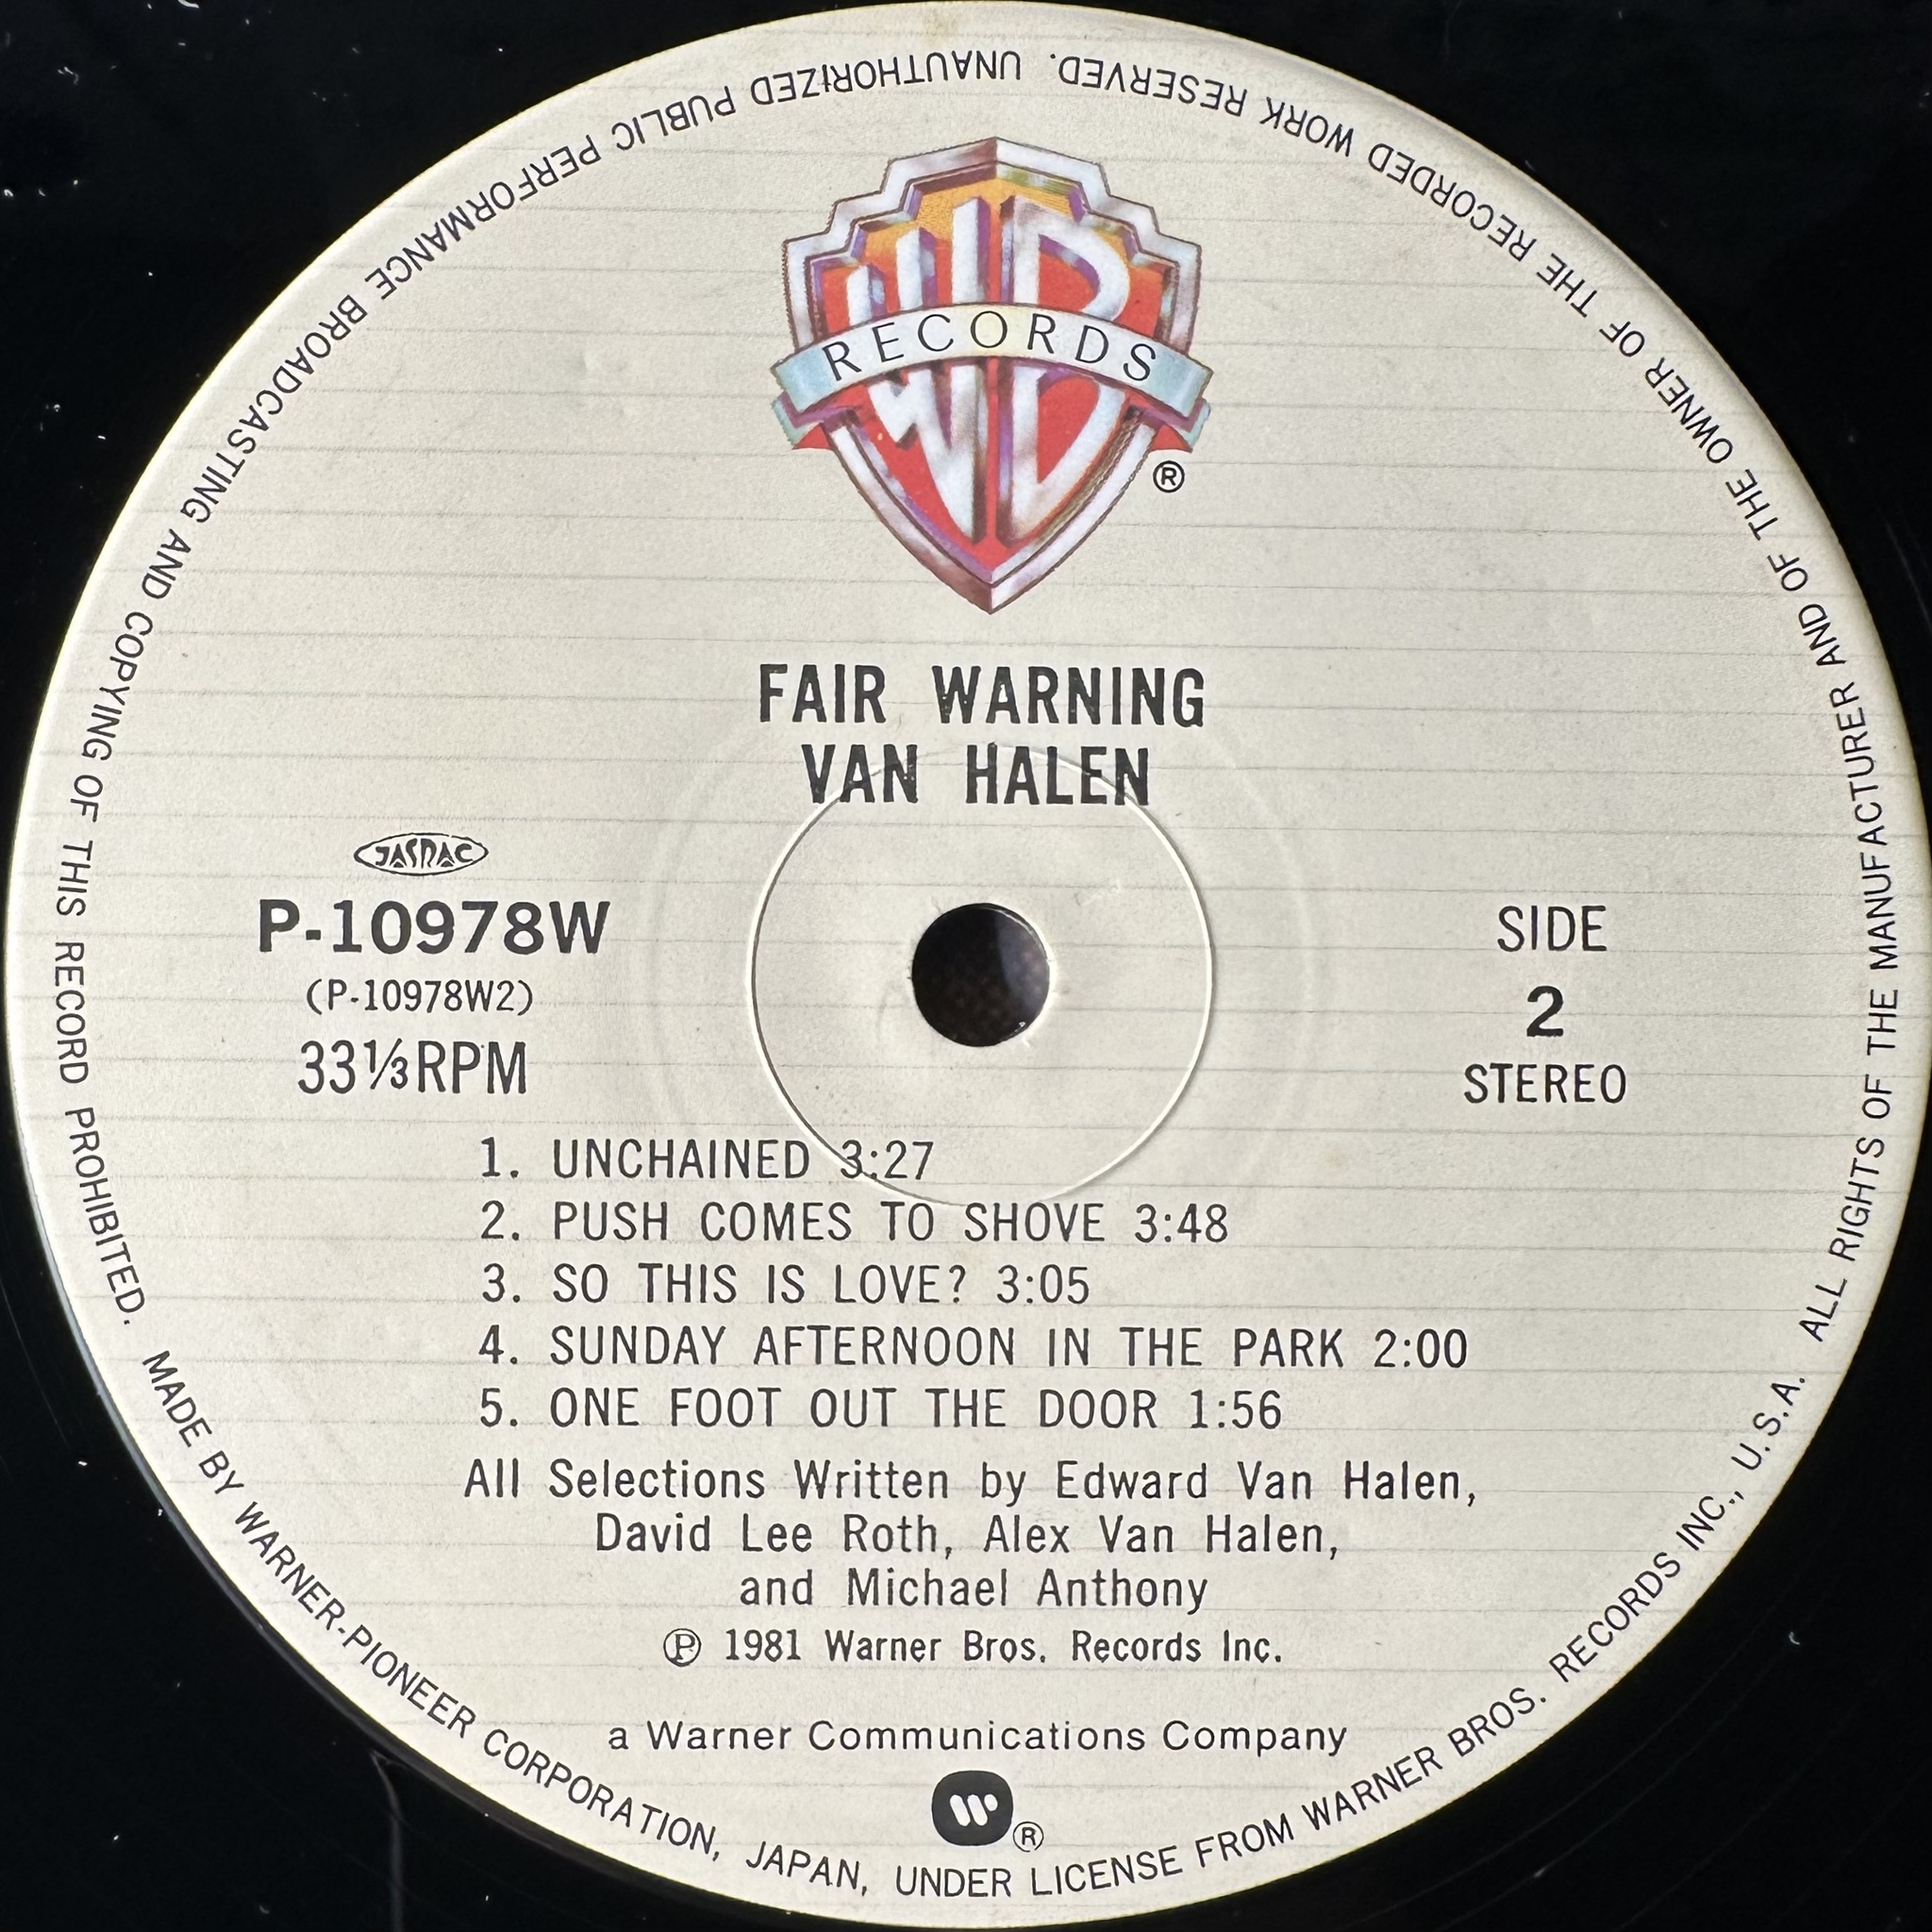 WB
RECORDS
®
FAIR WARNING
VAN HALEN
JASRAC
P-10978W
(P-10978W2)
33⅓RPM
SIDE
2
STEREO
1. UNCHAINED 3:27
2. PUSH COMES TO SHOVE 3:48
3. SO THIS IS LOVE? 3:05
4. SUNDAY AFTERNOON IN THE PARK 2:00
5. ONE FOOT OUT THE DOOR 1:56
All Selections Written by Edward Van Halen,
David Lee Roth, Alex Van Halen,
and Michael Anthony
℗ 1981 Warner Bros. Records Inc.
a Warner Communications Company
W®
MADE BY WARNER-PIONEER CORPORATION, JAPAN, UNDER LICENSE FROM WARNER BROS. RECORDS INC., U.S.A. ALL RIGHTS OF THE MANUFACTURER AND OF THE OWNER OF THE RECORDED WORK RESERVED. UNAUTHORIZED PUBLIC PERFORMANCE BROADCASTING AND COPYING OF THIS RECORD PROHIBITED.